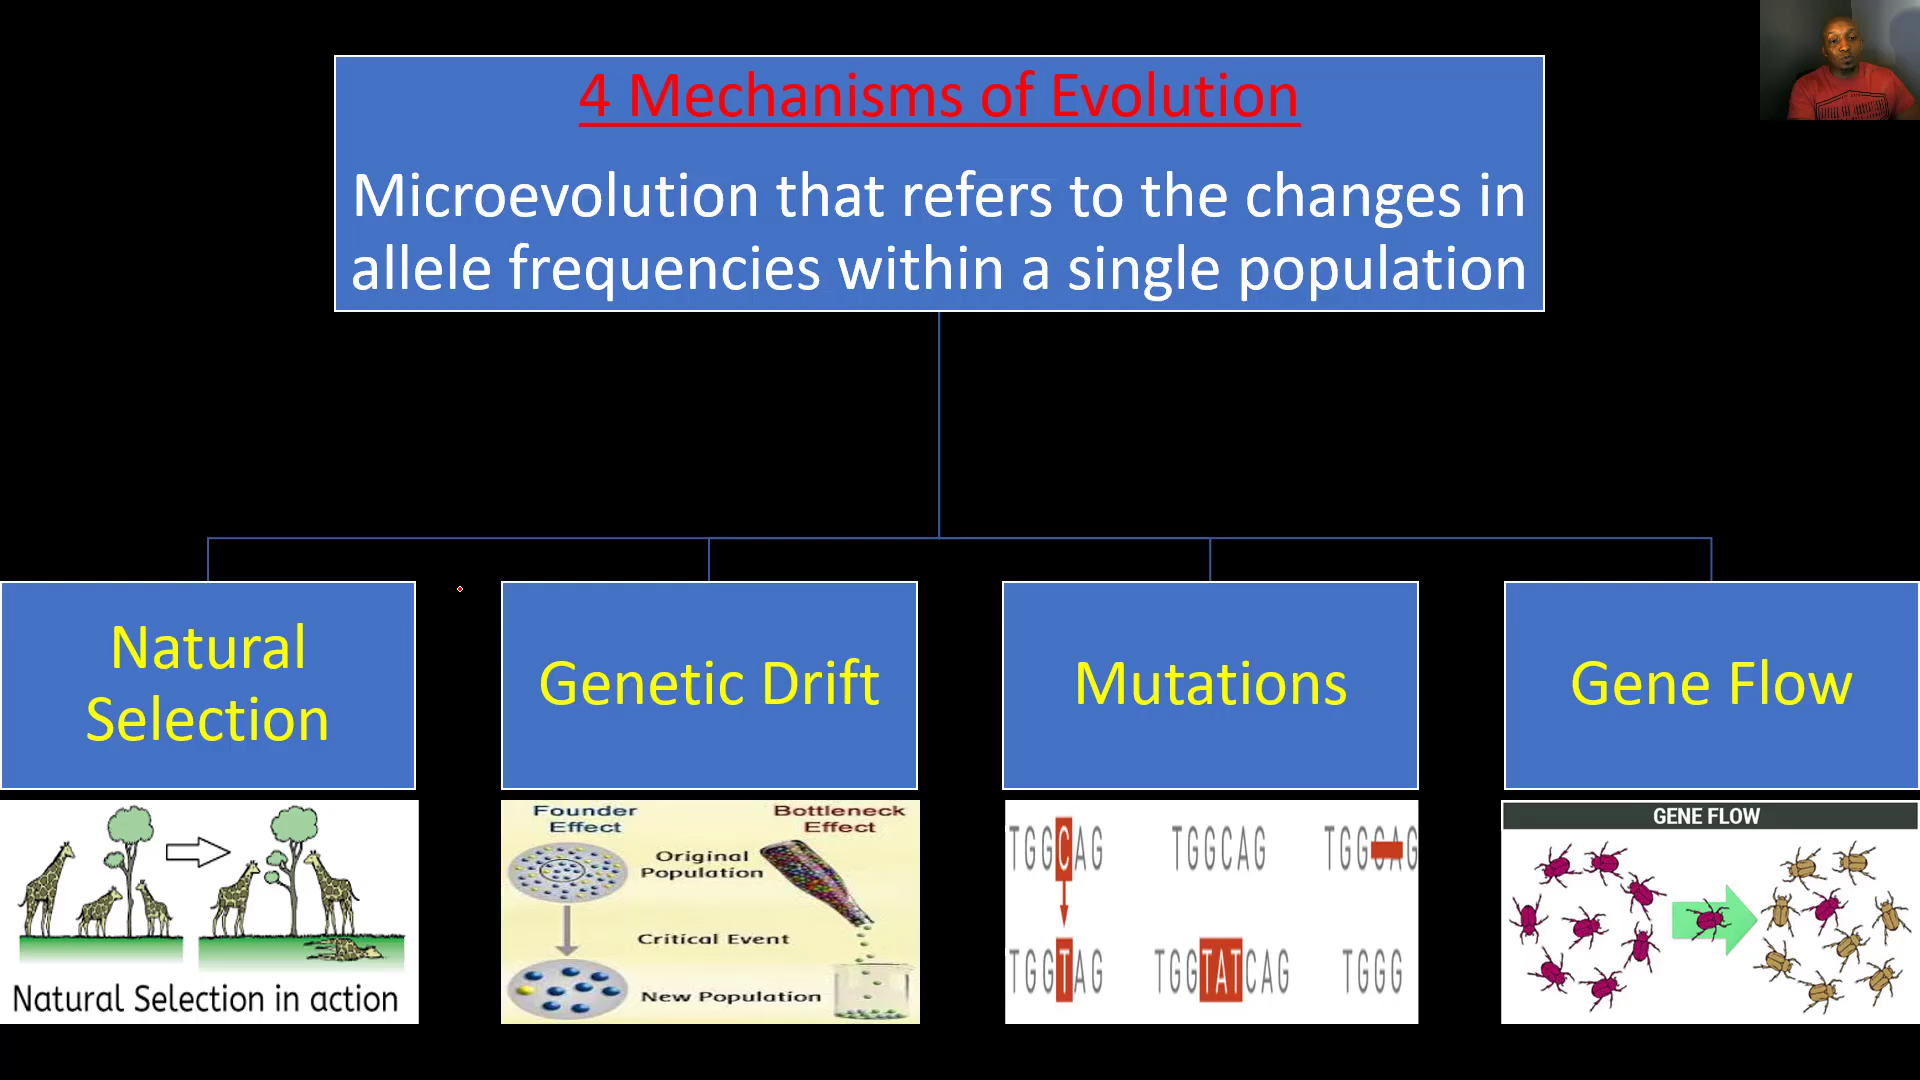 4 Mechanisms of Evolution
Microevolution that refers to the changes in
allele frequencies within a single population
Natural
Selection
Genetic Drift
Mutations
Gene Flow
Natural Selection in action
Founder
Effect
Bottleneck
Effect
Original
Population
Critical Event
New Population
TGGCAG
TGGCAG
TGGCAG
TGGTAG
TGGTATCAG
TGGG
GENE FLOW